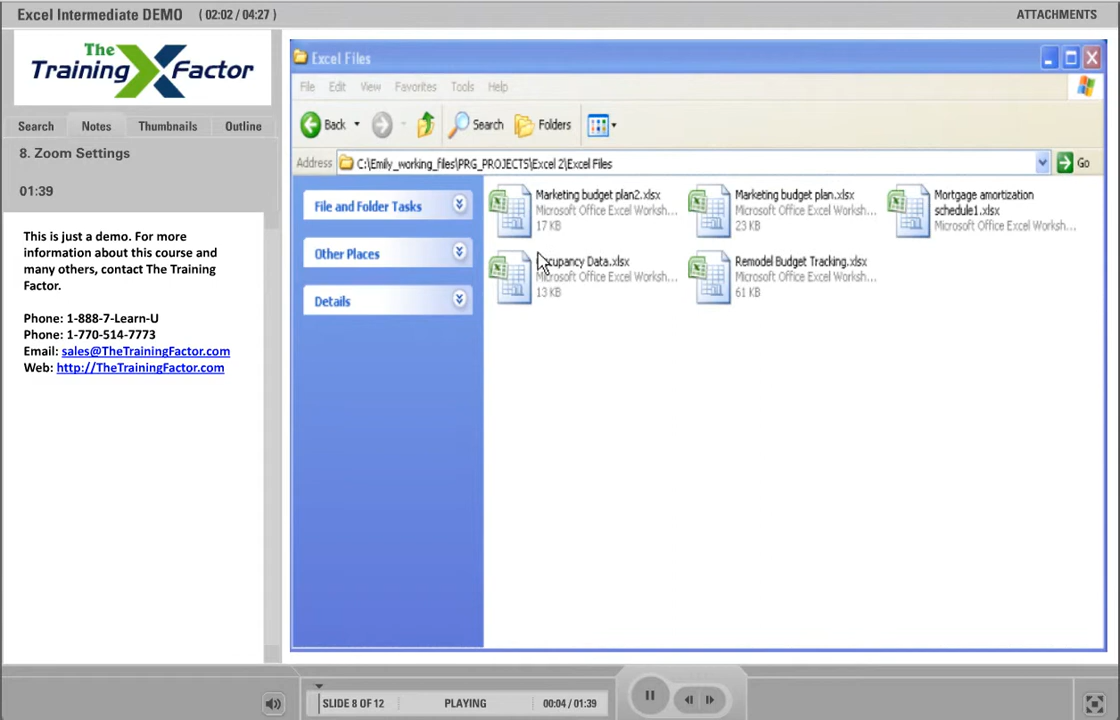 Excel Intermediate DEMO ( 02:02 / 04:27 )
ATTACHMENTS
The
Training X Factor
Search Notes Thumbnails Outline
8. Zoom Settings
01:39
This is just a demo. For more
information about this course and
many others, contact The Training
Factor.
Phone: 1-888-7-Learn-U
Phone: 1-770-514-7773
Email: sales@TheTrainingFactor.com
Web: http://TheTrainingFactor.com
Excel Files
File Edit View Favorites Tools Help
Back Search Folders
Address C:\Emily_working_files\PRG_PROJECTS\Excel 2\Excel Files Go
File and Folder Tasks
Other Places
Details
Marketing budget plan2.xlsx
Microsoft Office Excel Worksh...
17 KB
Marketing budget plan.xlsx
Microsoft Office Excel Worksh...
23 KB
Mortgage amortization
schedule1.xlsx
Microsoft Office Excel Worksh...
Occupancy Data.xlsx
Microsoft Office Excel Worksh...
13 KB
Remodel Budget Tracking.xlsx
Microsoft Office Excel Worksh...
61 KB
SLIDE 8 OF 12 PLAYING 00:04 / 01:39